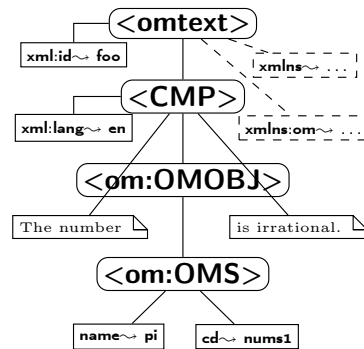 <omtext>
xml:id⤳ foo
xmlns⤳ ...
<CMP>
xml:lang⤳ en
xmlns:om⤳ ...
<om:OMOBJ>
The number
is irrational.
<om:OMS>
name⤳ pi
cd⤳ nums1